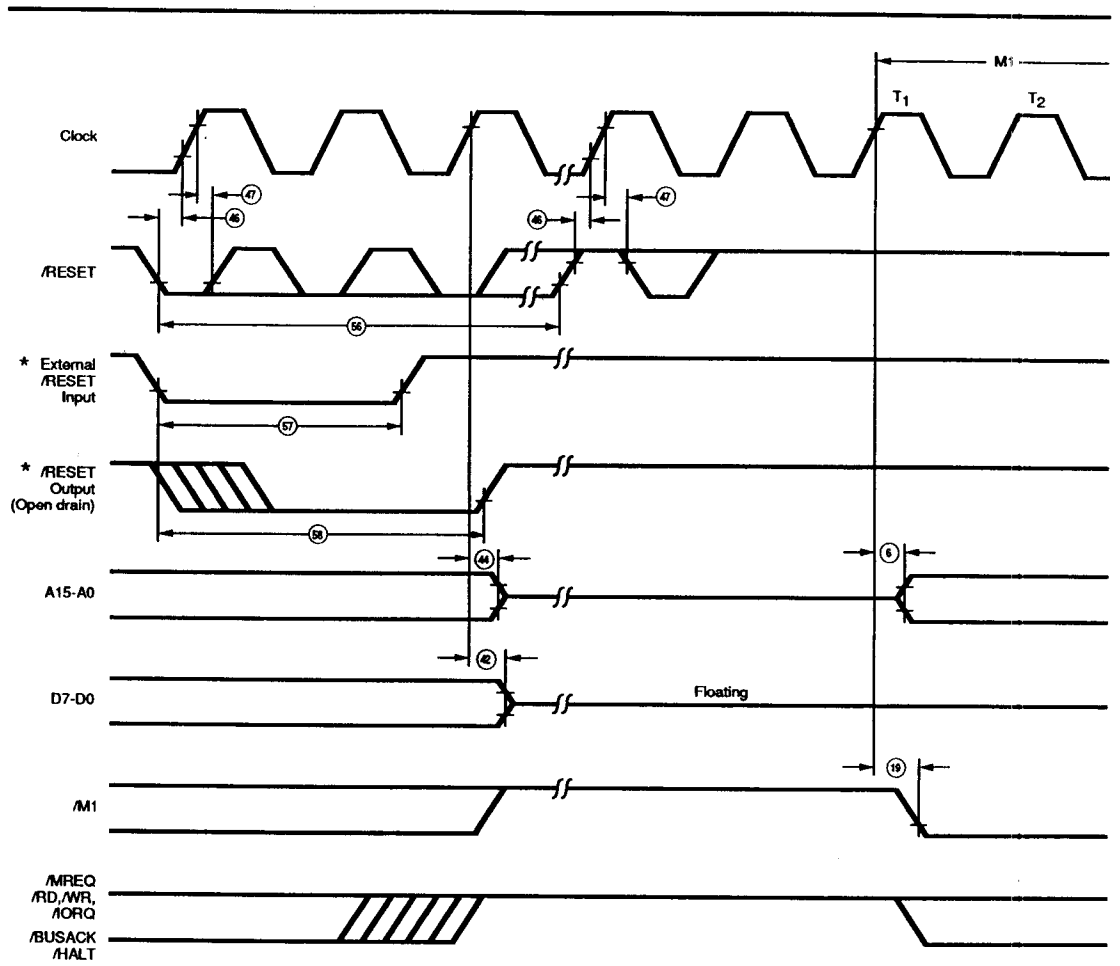 M1
T1
T2
Clock
47
46
46
47
/RESET
56
* External
/RESET
Input
57
* /RESET
Output
(Open drain)
58
44
6
A15-A0
42
D7-D0
Floating
19
/M1
/MREQ
/RD,/WR,
/IORQ
/BUSACK
/HALT